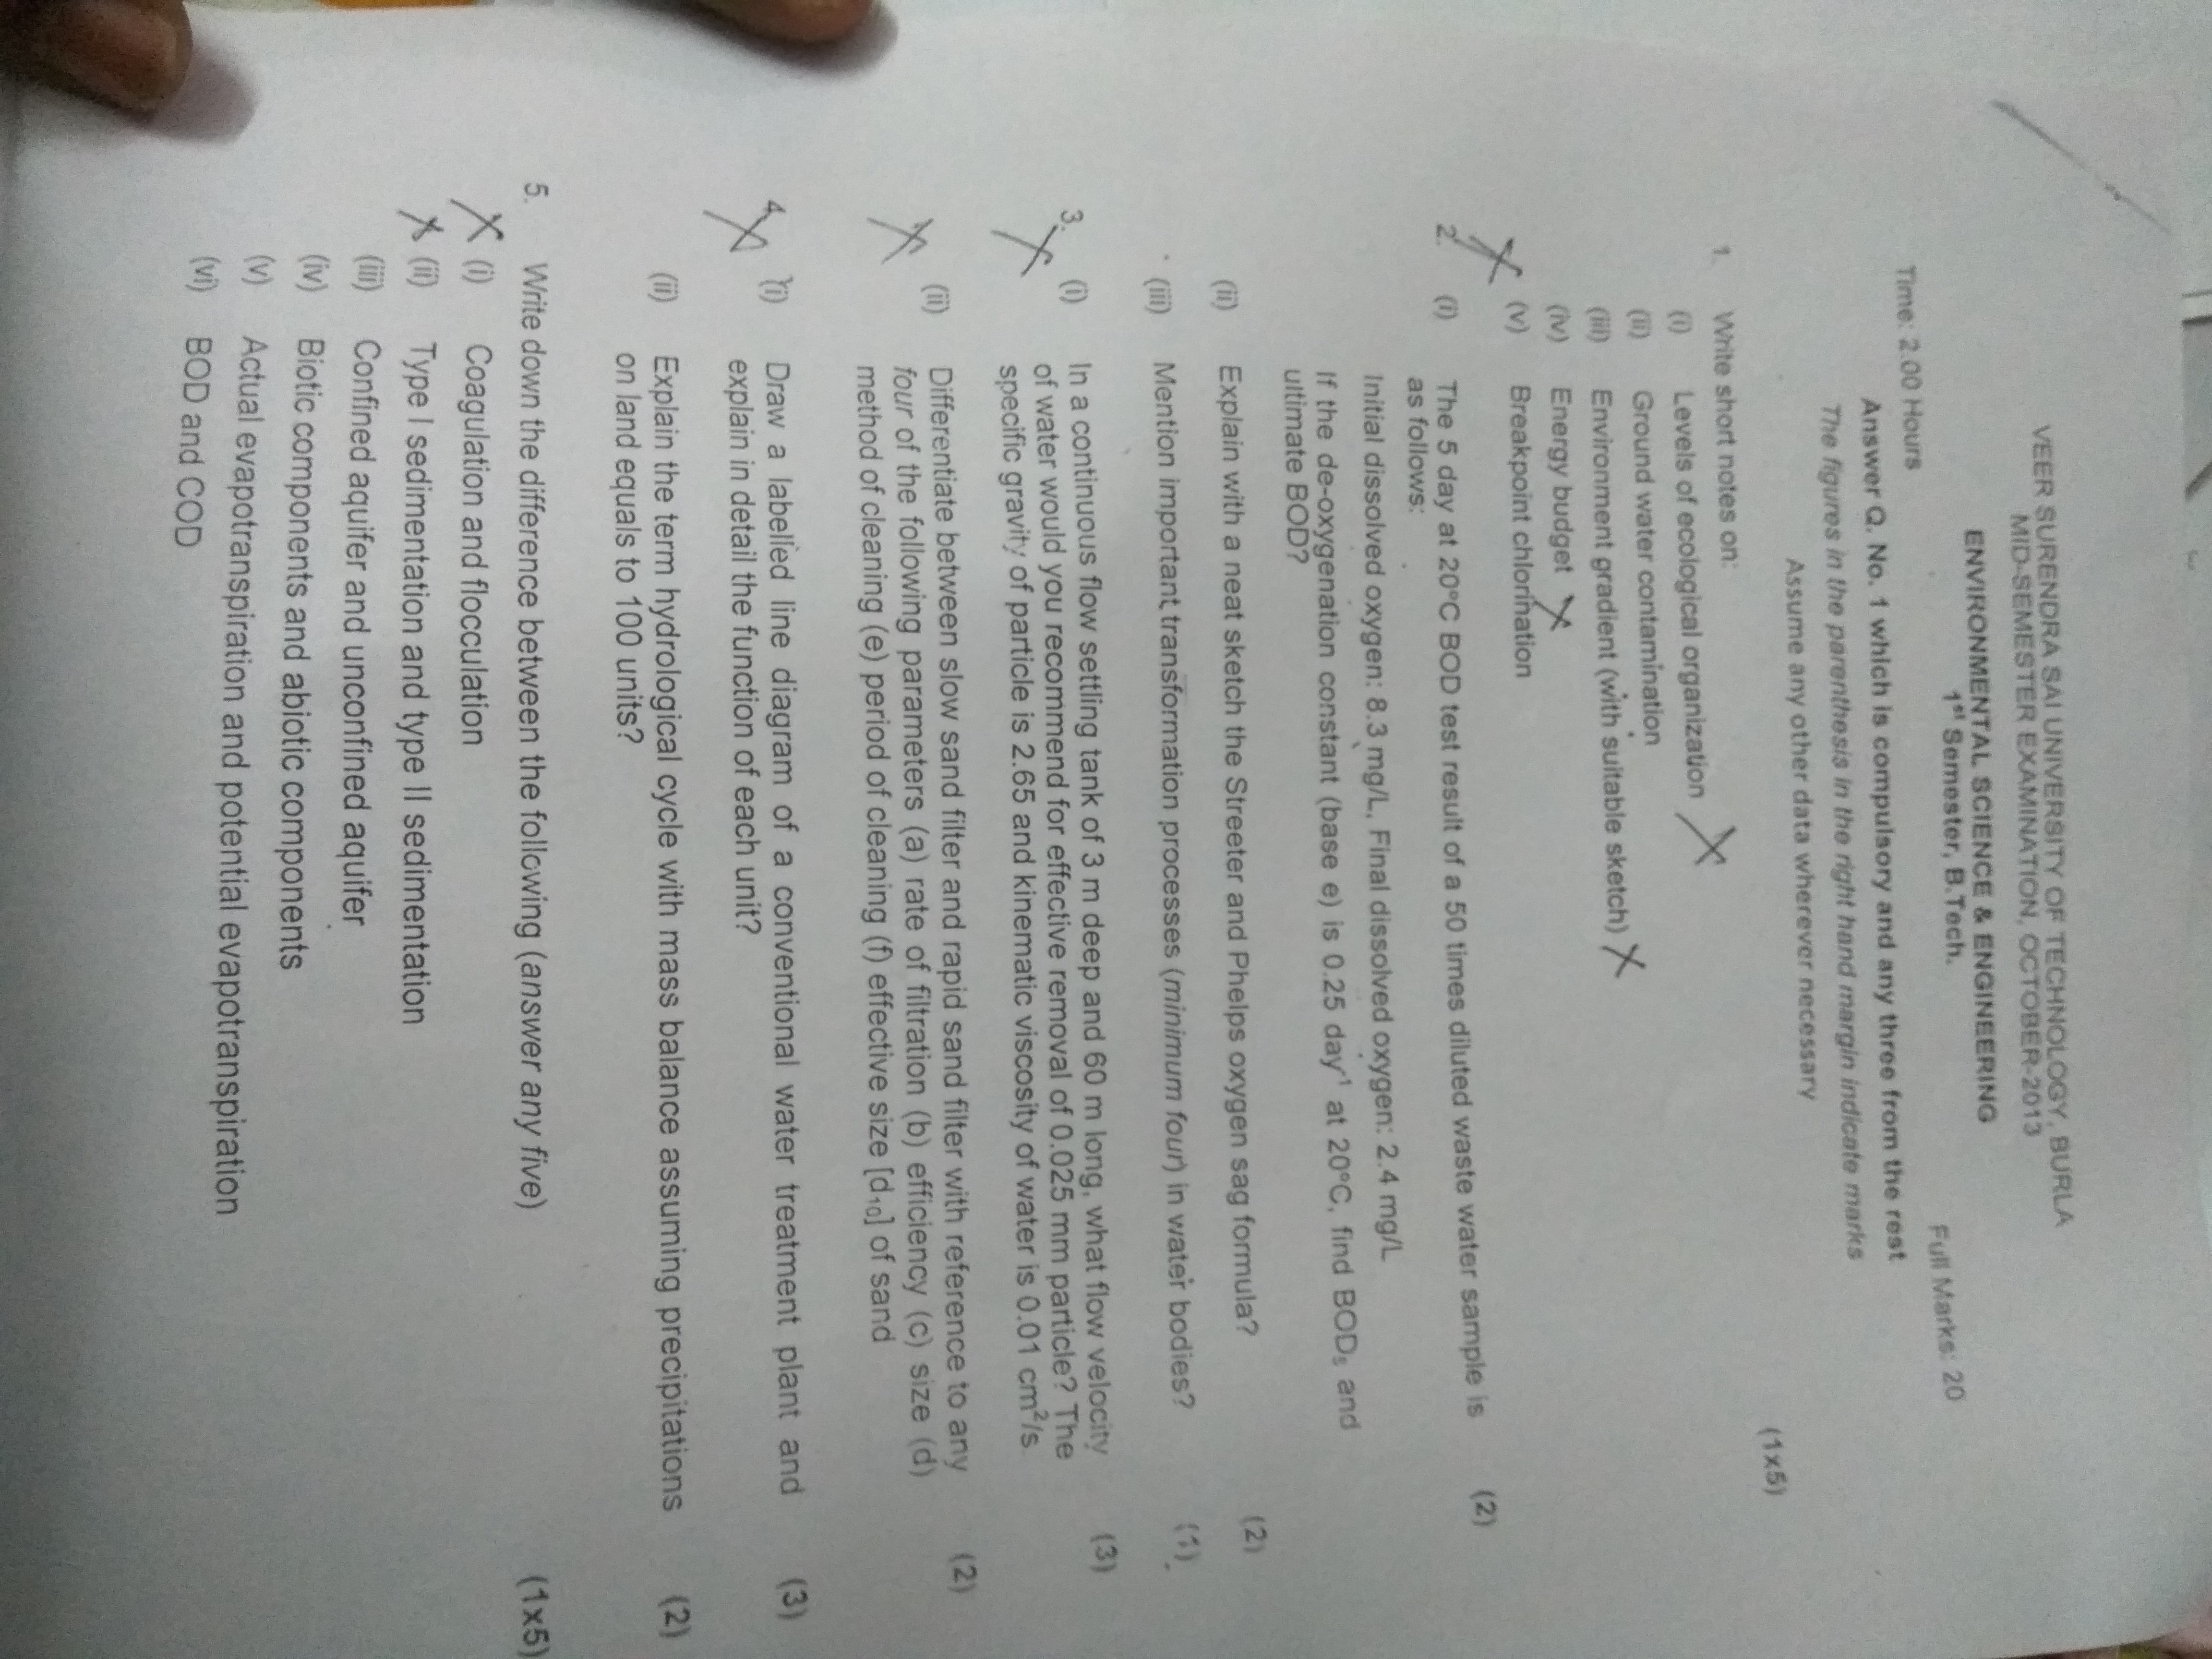 VEER SURENDRA SAI UNIVERSITY OF TECHNOLOGY, BURLA
MID-SEMESTER EXAMINATION, OCTOBER-2013
ENVIRONMENTAL SCIENCE & ENGINEERING
1st Semester, B.Tech.
Time: 2.00 Hours Full Marks: 20
Answer Q. No. 1 which is compulsory and any three from the rest
The figures in the parenthesis in the right hand margin indicate marks
Assume any other data wherever necessary
1. Write short notes on: (1x5)
(i) Levels of ecological organization
(ii) Ground water contamination
(iii) Environment gradient (with suitable sketch)
(iv) Energy budget
(v) Breakpoint chlorination
2. (i) The 5 day at 20°C BOD test result of a 50 times diluted waste water sample is (2)
as follows:
Initial dissolved oxygen: 8.3 mg/L, Final dissolved oxygen: 2.4 mg/L
If the de-oxygenation constant (base e) is 0.25 day⁻¹ at 20°C, find BOD₅ and
ultimate BOD?
(ii) Explain with a neat sketch the Streeter and Phelps oxygen sag formula? (2)
(iii) Mention important transformation processes (minimum four) in water bodies? (1)
3. (i) In a continuous flow settling tank of 3 m deep and 60 m long, what flow velocity (3)
of water would you recommend for effective removal of 0.025 mm particle? The
specific gravity of particle is 2.65 and kinematic viscosity of water is 0.01 cm²/s
(ii) Differentiate between slow sand filter and rapid sand filter with reference to any (2)
four of the following parameters (a) rate of filtration (b) efficiency (c) size (d)
method of cleaning (e) period of cleaning (f) effective size [d₁₀] of sand
4. (i) Draw a labelled line diagram of a conventional water treatment plant and (3)
explain in detail the function of each unit?
(ii) Explain the term hydrological cycle with mass balance assuming precipitations (2)
on land equals to 100 units?
5. Write down the difference between the following (answer any five) (1x5)
(i) Coagulation and flocculation
(ii) Type I sedimentation and type II sedimentation
(iii) Confined aquifer and unconfined aquifer
(iv) Biotic components and abiotic components
(v) Actual evapotranspiration and potential evapotranspiration
(vi) BOD and COD